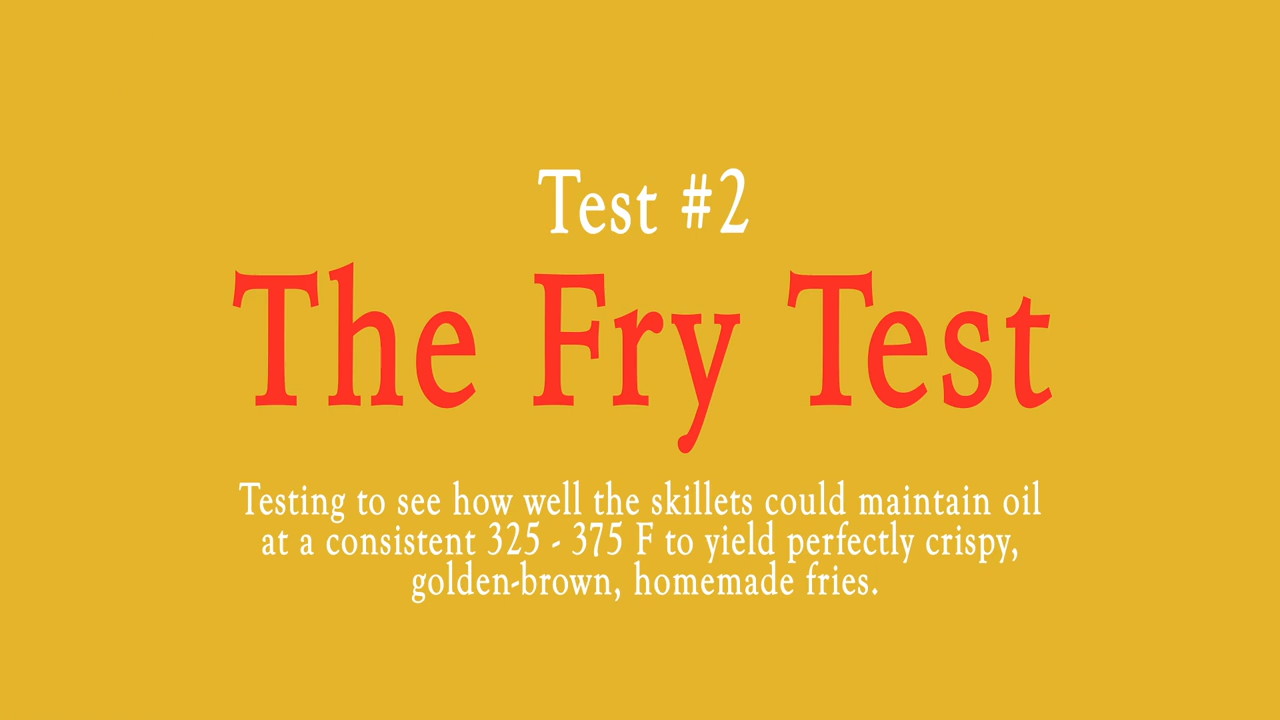 Test #2
The Fry Test
Testing to see how well the skillets could maintain oil
at a consistent 325 - 375 F to yield perfectly crispy,
golden-brown, homemade fries.